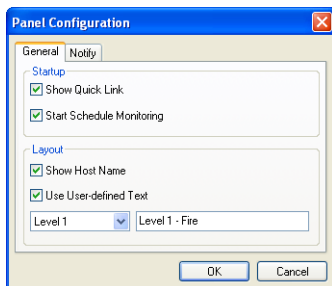 Panel Configuration
General Notify
Startup
Show Quick Link
Start Schedule Monitoring
Layout
Show Host Name
Use User-defined Text
Level 1 Level 1 - Fire
OK Cancel